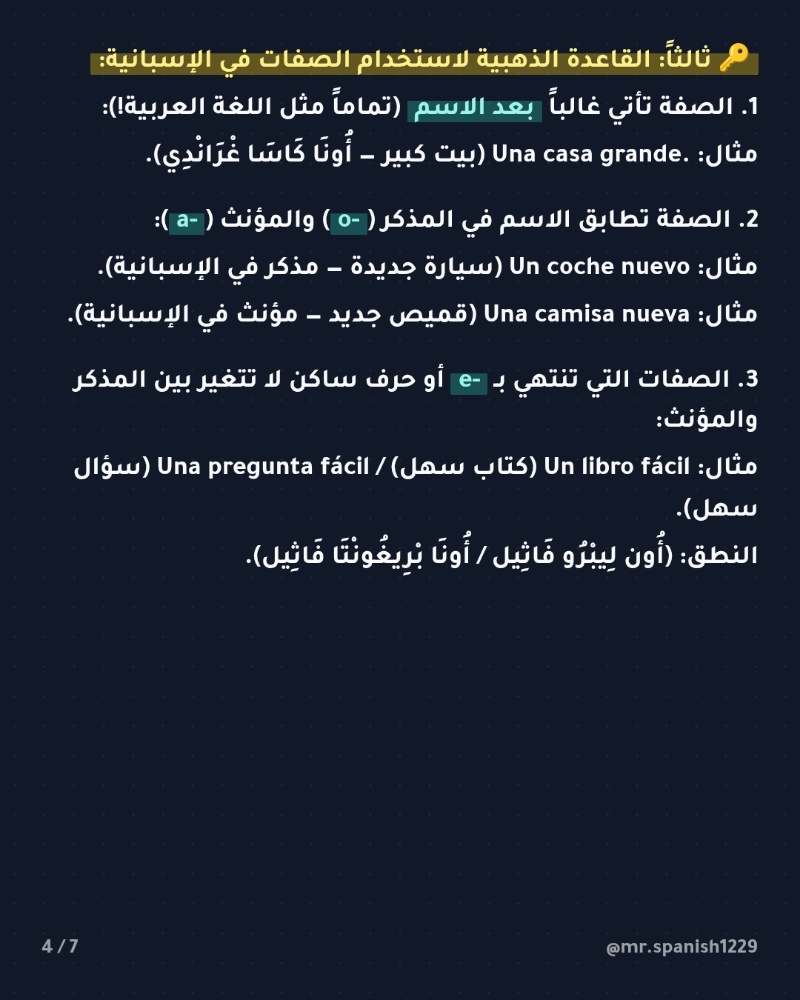 🔑 ثالثاً: القاعدة الذهبية لاستخدام الصفات في الإسبانية:
1. الصفة تأتي غالباً بعد الاسم (تماماً مثل اللغة العربية!):
مثال: Una casa grande. (بيت كبير – أُونَا كَاسَا غْرَانْدِي).
2. الصفة تطابق الاسم في المذكر (-o) والمؤنث (-a):
مثال: Un coche nuevo (سيارة جديدة – مذكر في الإسبانية).
مثال: Una camisa nueva (قميص جديد – مؤنث في الإسبانية).
3. الصفات التي تنتهي بـ -e أو حرف ساكن لا تتغير بين المذكر
والمؤنث:
مثال: Un libro fácil (كتاب سهل) / Una pregunta fácil (سؤال
سهل).
النطق: (أُون لِيبْرُو فَاثِيل / أُونَا بْرِيغُونْتَا فَاثِيل).
4 / 7
@mr.spanish1229